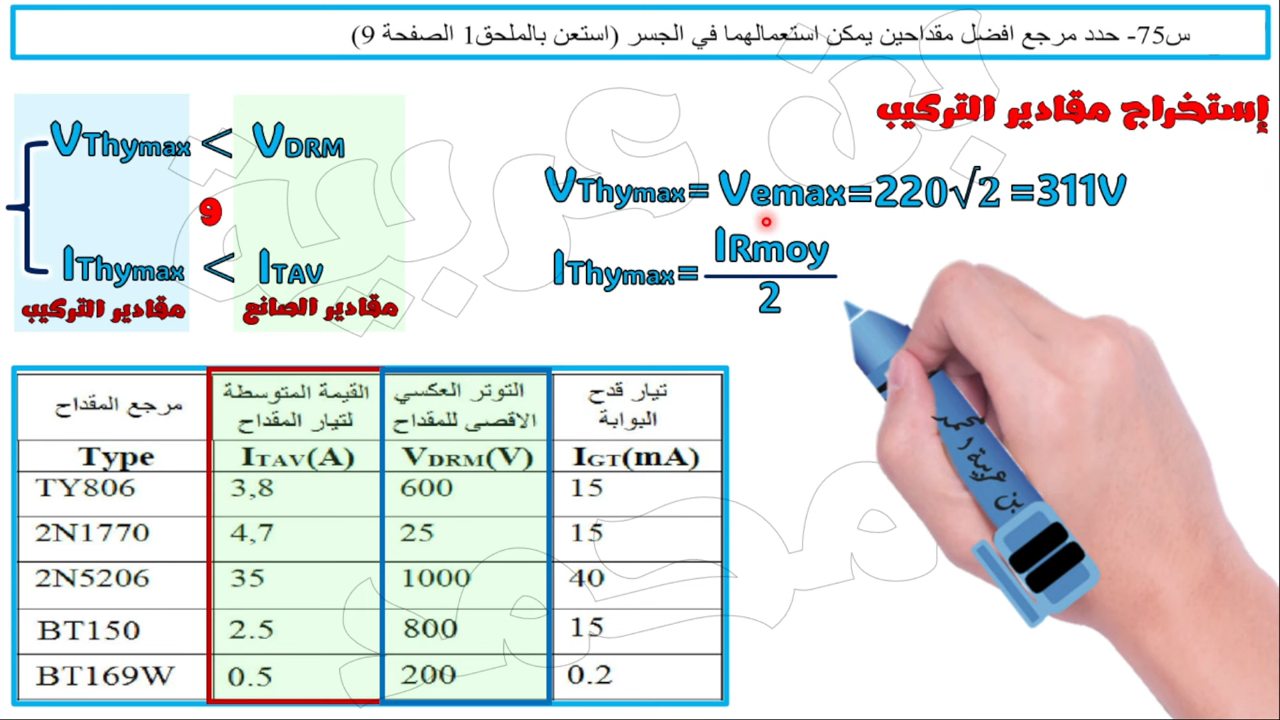 س75- حدد مرجع افضل مقداحين يمكن استعمالهما في الجسر (استعن بالملحق1 الصفحة 9)
إستخراج مقادير التركيب
VThymax < VDRM
و
IThymax < ITAV
مقادير التركيب
مقادير الصانع
VThymax= Vemax=220√2 =311V
IThymax= IRmoy
2
مرجع المقداح القيمة المتوسطة لتيار المقداح التوتر العكسي الاقصى للمقداح تيار قدح البوابة
Type ITAV(A) VDRM(V) IGT(mA)
TY806 3,8 600 15
2N1770 4,7 25 15
2N5206 35 1000 40
BT150 2.5 800 15
BT169W 0.5 200 0.2
بن عريبة